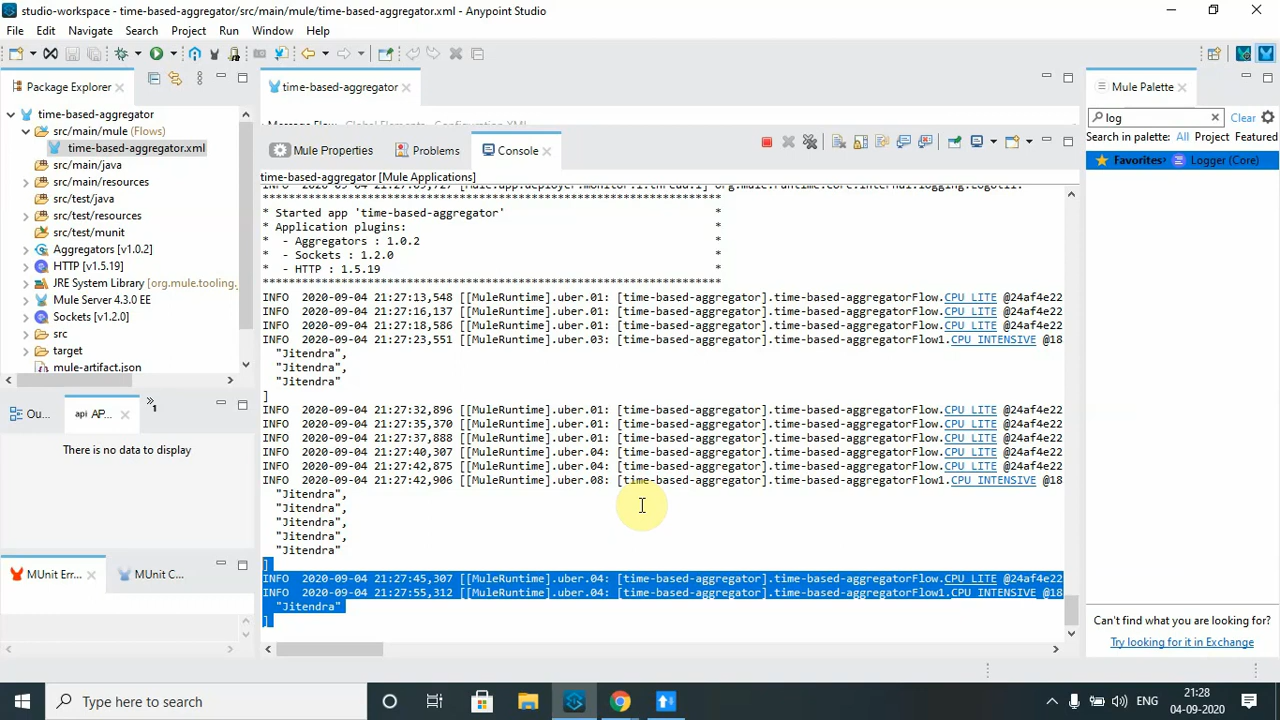 studio-workspace - time-based-aggregator/src/main/mule/time-based-aggregator.xml - Anypoint Studio
File Edit Navigate Search Project Run Window Help
Package Explorer
time-based-aggregator
src/main/mule (Flows)
time-based-aggregator.xml
src/main/java
src/main/resources
src/test/java
src/test/resources
src/test/munit
Aggregators [v1.0.2]
HTTP [v1.5.19]
JRE System Library [org.mule.tooling.
Mule Server 4.3.0 EE
Sockets [v1.2.0]
src
target
mule-artifact.json
Ou...
api AP...
1
There is no data to display
MUnit Err...
MUnit C...
time-based-aggregator
Message Flow Global Elements Configuration XML
Mule Properties
Problems
Console
time-based-aggregator [Mule Applications]
**********************************************************************
* Started app 'time-based-aggregator' *
* Application plugins: *
* - Aggregators : 1.0.2 *
* - Sockets : 1.2.0 *
* - HTTP : 1.5.19 *
**********************************************************************
INFO 2020-09-04 21:27:13,548 [[MuleRuntime].uber.01: [time-based-aggregator].time-based-aggregatorFlow.CPU_LITE @24af4e22
INFO 2020-09-04 21:27:16,137 [[MuleRuntime].uber.01: [time-based-aggregator].time-based-aggregatorFlow.CPU_LITE @24af4e22
INFO 2020-09-04 21:27:18,586 [[MuleRuntime].uber.01: [time-based-aggregator].time-based-aggregatorFlow.CPU_LITE @24af4e22
INFO 2020-09-04 21:27:23,551 [[MuleRuntime].uber.03: [time-based-aggregator].time-based-aggregatorFlow1.CPU_INTENSIVE @18
"Jitendra",
"Jitendra",
"Jitendra"
]
INFO 2020-09-04 21:27:32,896 [[MuleRuntime].uber.01: [time-based-aggregator].time-based-aggregatorFlow.CPU_LITE @24af4e22
INFO 2020-09-04 21:27:35,370 [[MuleRuntime].uber.01: [time-based-aggregator].time-based-aggregatorFlow.CPU_LITE @24af4e22
INFO 2020-09-04 21:27:37,888 [[MuleRuntime].uber.01: [time-based-aggregator].time-based-aggregatorFlow.CPU_LITE @24af4e22
INFO 2020-09-04 21:27:40,307 [[MuleRuntime].uber.04: [time-based-aggregator].time-based-aggregatorFlow.CPU_LITE @24af4e22
INFO 2020-09-04 21:27:42,875 [[MuleRuntime].uber.04: [time-based-aggregator].time-based-aggregatorFlow.CPU_LITE @24af4e22
INFO 2020-09-04 21:27:42,906 [[MuleRuntime].uber.08: [time-based-aggregator].time-based-aggregatorFlow1.CPU_INTENSIVE @18
"Jitendra",
"Jitendra",
"Jitendra",
"Jitendra",
"Jitendra"
]
INFO 2020-09-04 21:27:45,307 [[MuleRuntime].uber.04: [time-based-aggregator].time-based-aggregatorFlow.CPU_LITE @24af4e22
INFO 2020-09-04 21:27:55,312 [[MuleRuntime].uber.04: [time-based-aggregator].time-based-aggregatorFlow1.CPU_INTENSIVE @18
"Jitendra"
]
Mule Palette
log
Clear
Search in palette: All Project Featured
Favorites Logger (Core)
Can't find what you are looking for?
Try looking for it in Exchange
Type here to search
ENG
21:28
04-09-2020